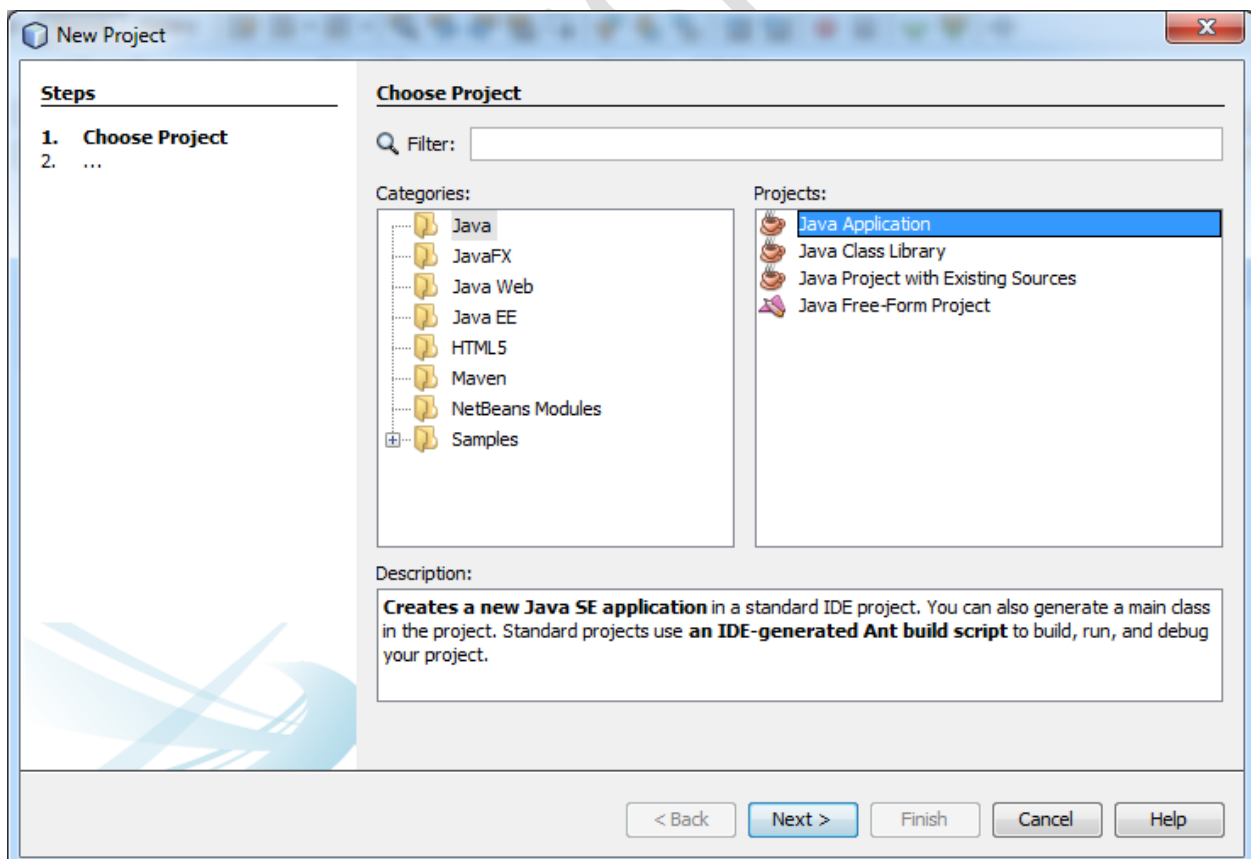 New Project
x
Steps
1. Choose Project
2. ...
Choose Project
Filter:
Categories:
Java
JavaFX
Java Web
Java EE
HTML5
Maven
NetBeans Modules
Samples
Projects:
Java Application
Java Class Library
Java Project with Existing Sources
Java Free-Form Project
Description:
Creates a new Java SE application in a standard IDE project. You can also generate a main class
in the project. Standard projects use an IDE-generated Ant build script to build, run, and debug
your project.
< Back
Next >
Finish
Cancel
Help